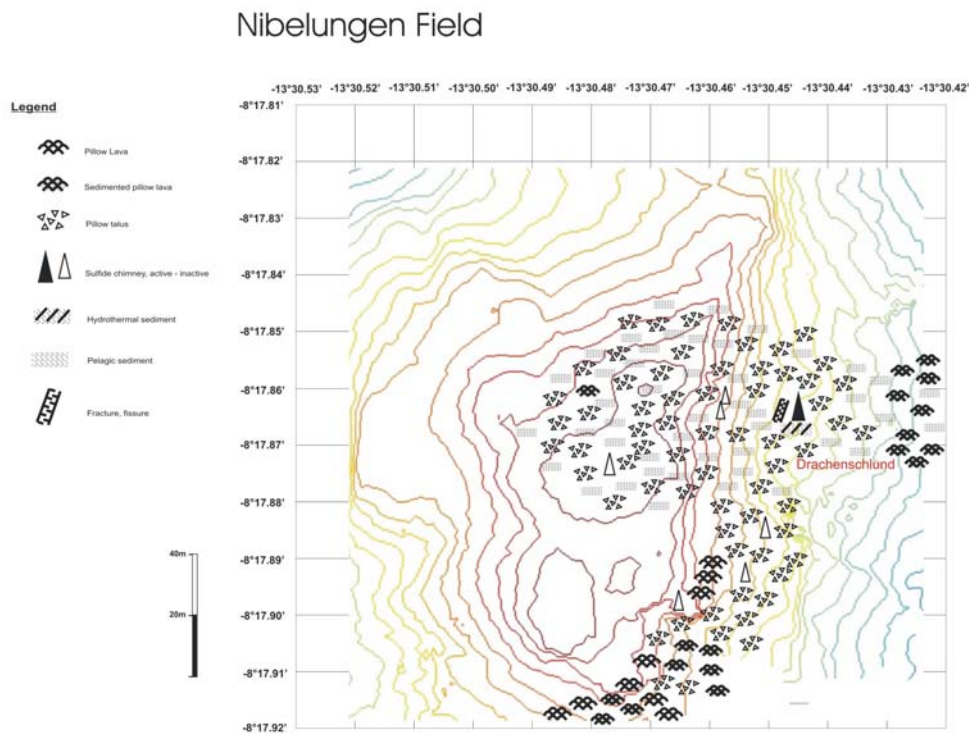 Nibelungen Field
-13°30.53' -13°30.52' -13°30.51' -13°30.50' -13°30.49' -13°30.48' -13°30.47' -13°30.46' -13°30.45' -13°30.44' -13°30.43' -13°30.42'
Legend
Pillow Lava
Sedimented pillow lava
Pillow talus
Sulfide chimney, active - inactive
Hydrothermal sediment
Pelagic sediment
Fracture, fissure
40m
20m
-8°17.81'
-8°17.82'
-8°17.83'
-8°17.84'
-8°17.85'
-8°17.86'
-8°17.87'
-8°17.88'
-8°17.89'
-8°17.90'
-8°17.91'
-8°17.92'
Drachenschlund